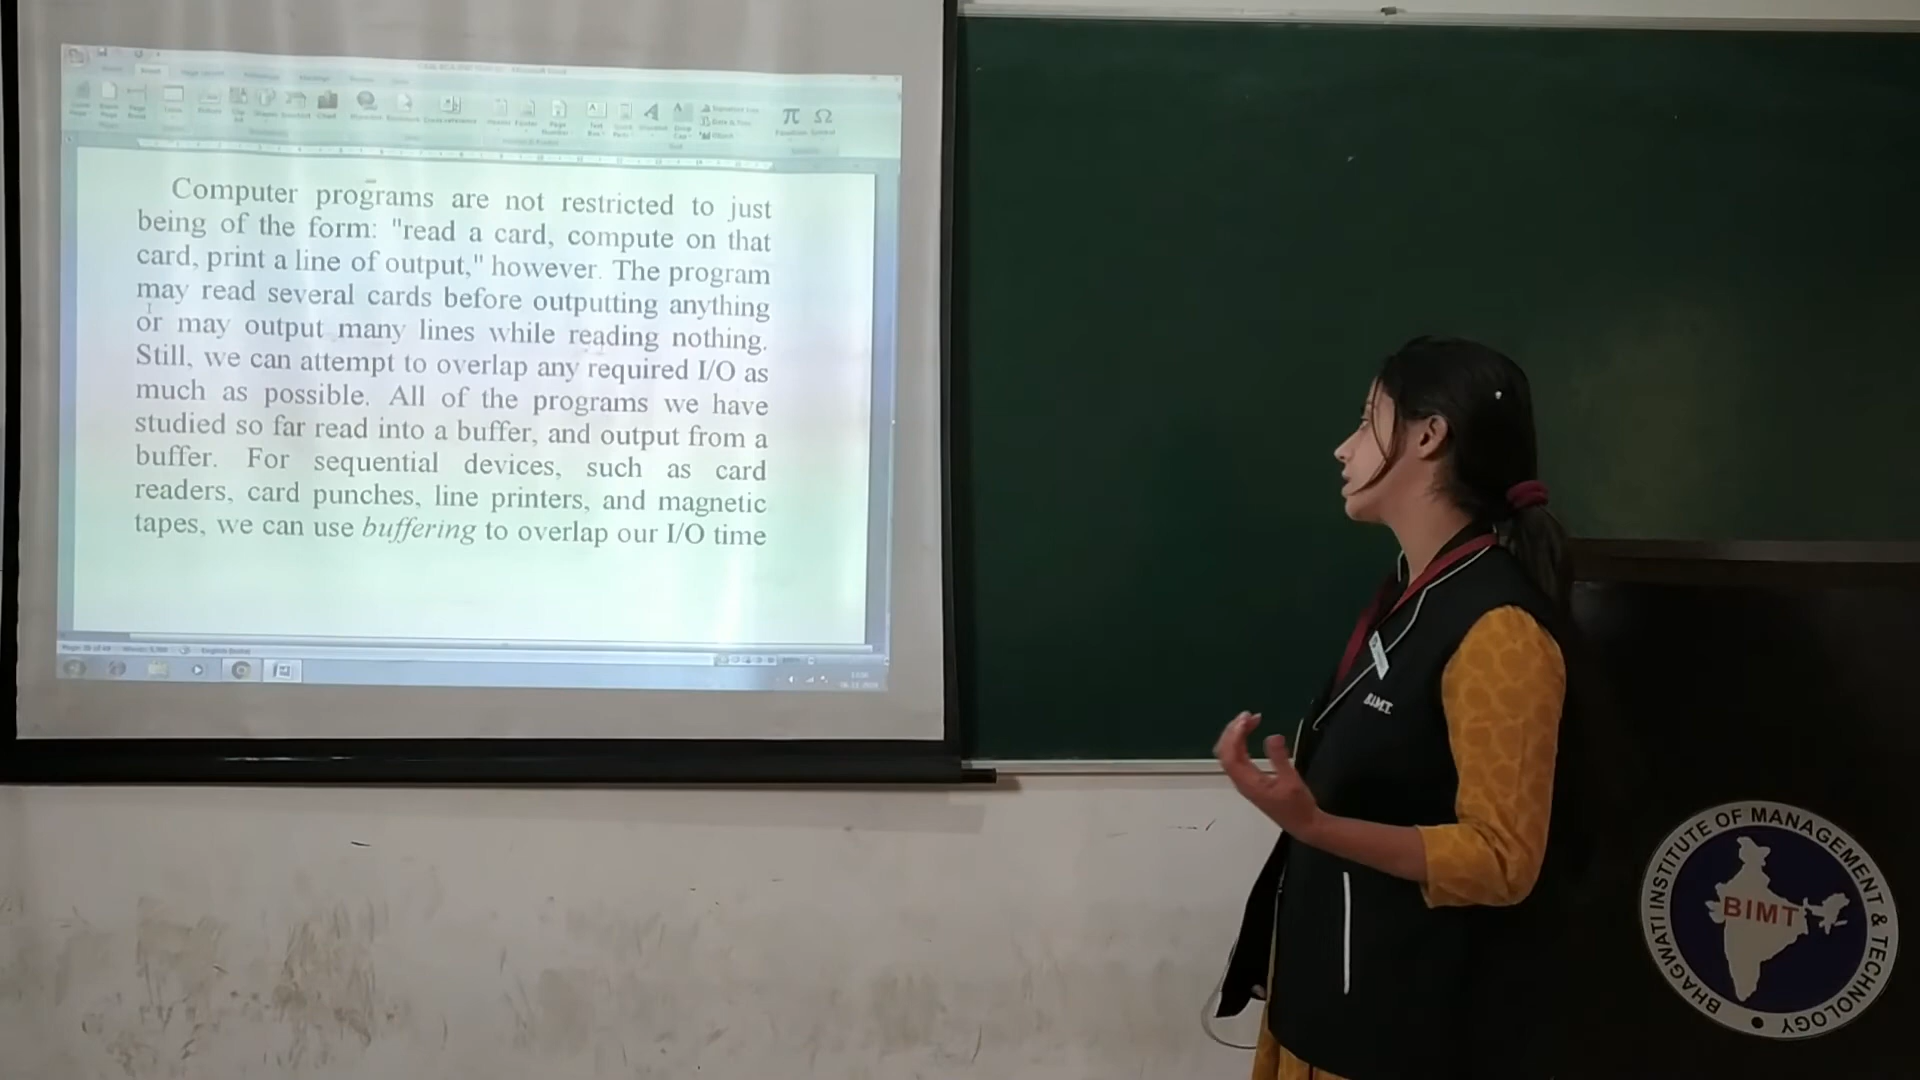 Computer programs are not restricted to just
being of the form: "read a card, compute on that
card, print a line of output," however. The program
may read several cards before outputting anything
or may output many lines while reading nothing.
Still, we can attempt to overlap any required I/O as
much as possible. All of the programs we have
studied so far read into a buffer, and output from a
buffer. For sequential devices, such as card
readers, card punches, line printers, and magnetic
tapes, we can use buffering to overlap our I/O time
B.I.M.T.
BHAGWATI INSTITUTE OF MANAGEMENT & TECHNOLOGY
BIMT